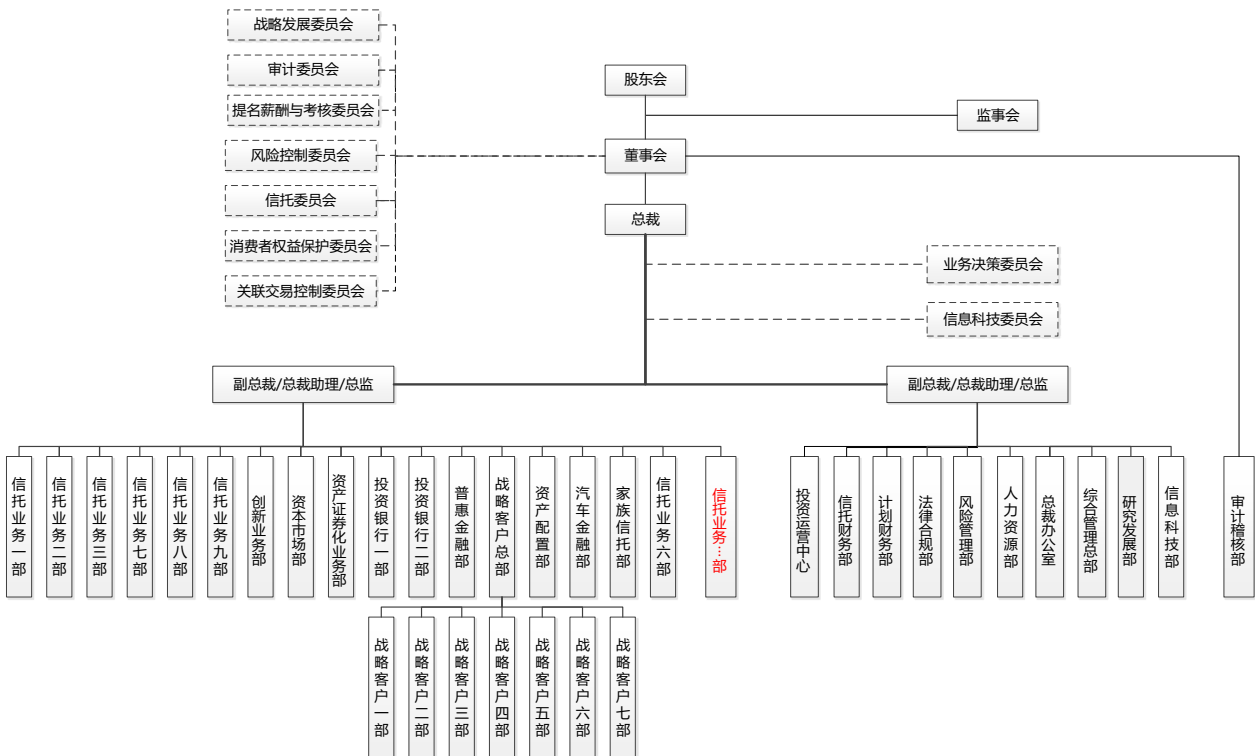 战略发展委员会
审计委员会
提名薪酬与考核委员会
风险控制委员会
信托委员会
消费者权益保护委员会
关联交易控制委员会
股东会
监事会
董事会
总裁
业务决策委员会
信息科技委员会
副总裁/总裁助理/总监
副总裁/总裁助理/总监
信托业务一部
信托业务二部
信托业务三部
信托业务七部
信托业务八部
信托业务九部
创新业务部
资本市场部
资产证券化业务部
投资银行一部
投资银行二部
普惠金融部
战略客户总部
资产配置部
汽车金融部
家族信托部
信托业务六部
信托业务…部
投资运营中心
信托财务部
计划财务部
法律合规部
风险管理部
人力资源部
总裁办公室
综合管理总部
研究发展部
信息科技部
审计稽核部
战略客户一部
战略客户二部
战略客户三部
战略客户四部
战略客户五部
战略客户六部
战略客户七部